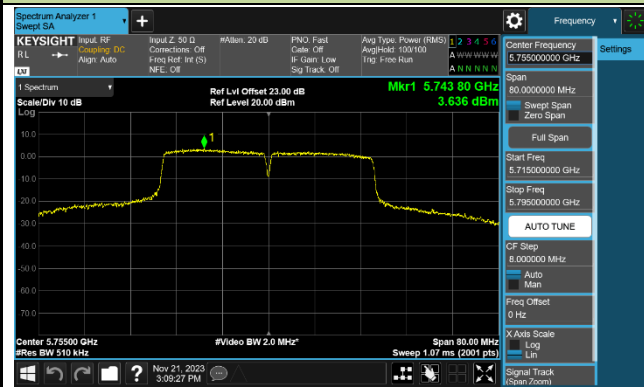 Spectrum Analyzer 1
Swept SA
Frequency
KEYSIGHT
Input: RF
Coupling: DC
Align: Auto
Input Z: 50 Ω
Corrections: Off
Freq Ref: Int (S)
NFE: Off
#Atten: 20 dB
PNO: Fast
Gate: Off
IF Gain: Low
Sig Track: Off
Avg Type: Power (RMS)
Avg|Hold: 100/100
Trig: Free Run
1 2 3 4 5 6
A W W W W W
A N N N N N
RL
LXI
1 Spectrum
Scale/Div 10 dB
Log
Ref Lvl Offset 23.00 dB
Ref Level 20.00 dBm
Mkr1 5.743 80 GHz
3.636 dBm
1
10.0
0.00
-10.0
-20.0
-30.0
-40.0
-50.0
-60.0
-70.0
Center 5.75500 GHz
#Res BW 510 kHz
#Video BW 2.0 MHz*
Span 80.00 MHz
Sweep 1.07 ms (2001 pts)
Nov 21, 2023
3:09:27 PM
Center Frequency
5.755000000 GHz
Settings
Span
80.0000000 MHz
Swept Span
Zero Span
Full Span
Start Freq
5.715000000 GHz
Stop Freq
5.795000000 GHz
AUTO TUNE
CF Step
8.000000 MHz
Auto
Man
Freq Offset
0 Hz
X Axis Scale
Log
Lin
Signal Track
(Span Zoom)